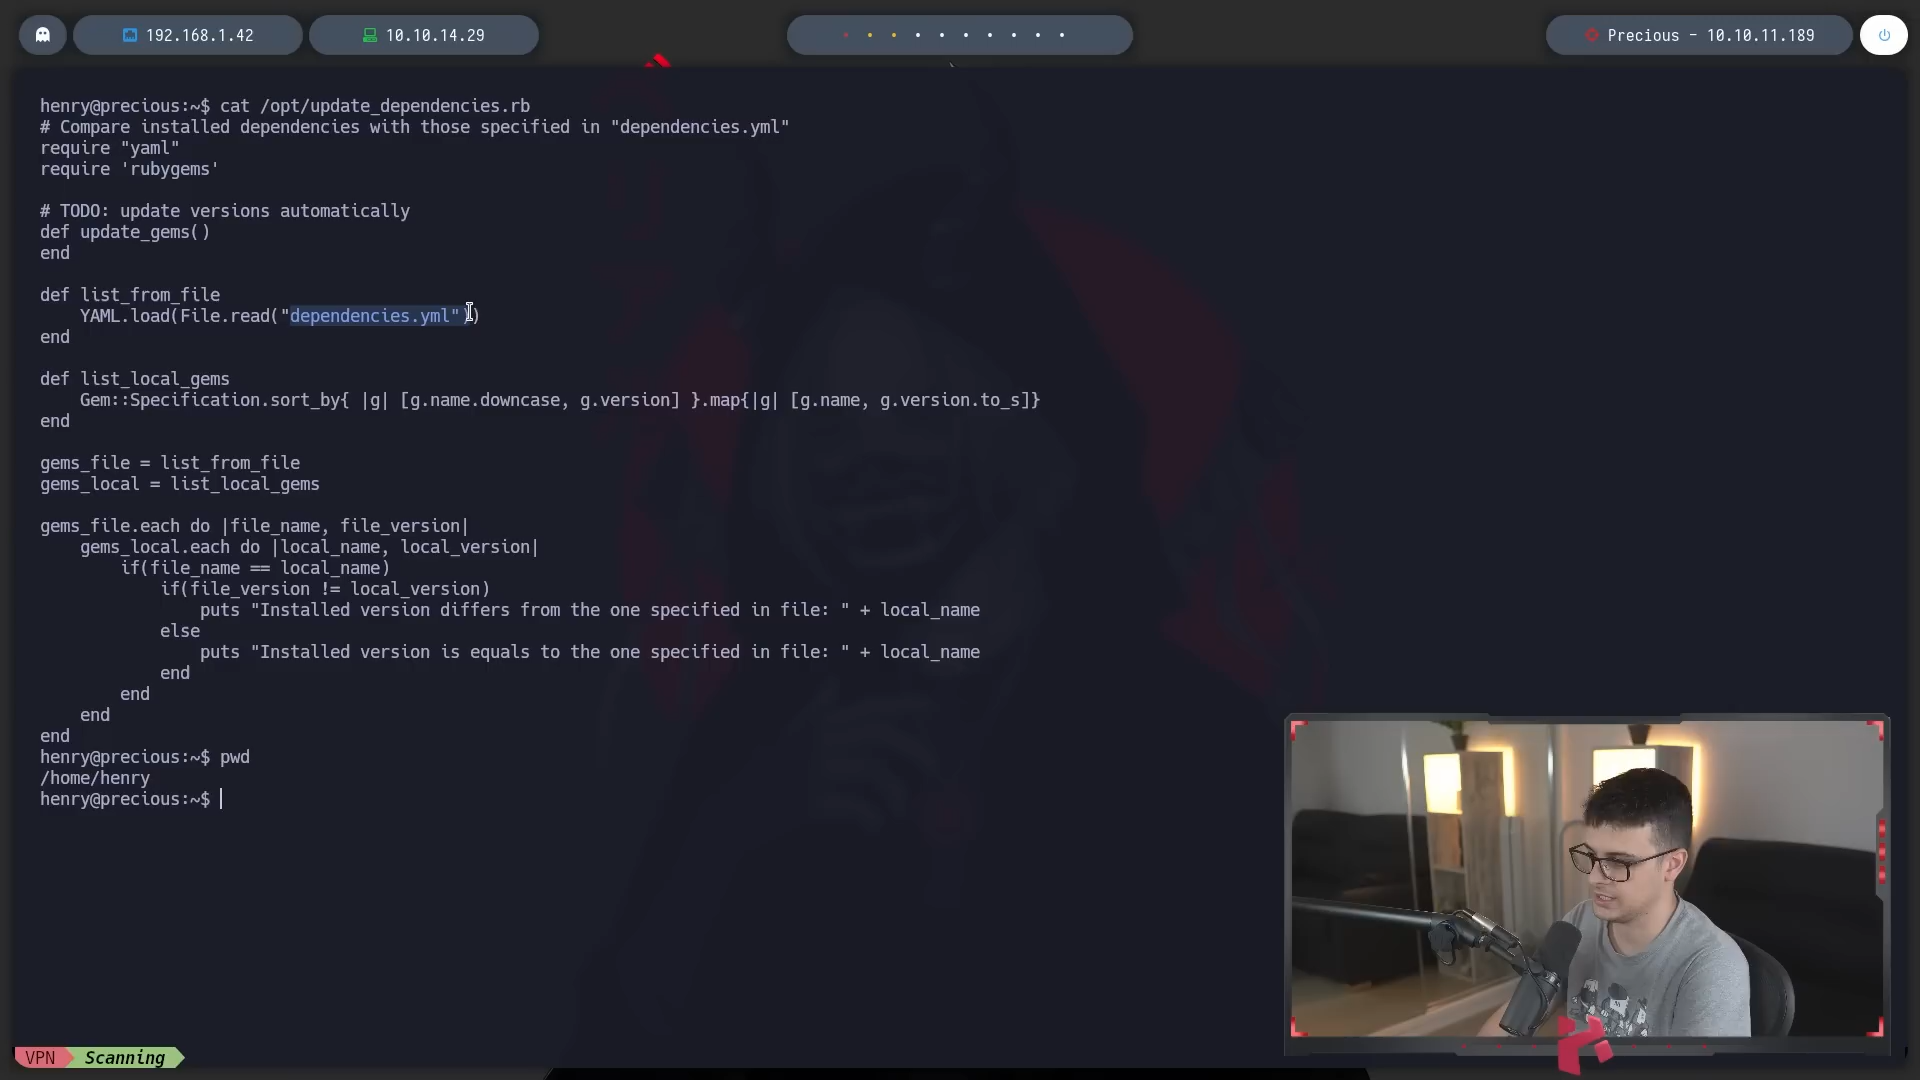 192.168.1.42
10.10.14.29
Precious - 10.10.11.189
henry@precious:~$ cat /opt/update_dependencies.rb
# Compare installed dependencies with those specified in "dependencies.yml"
require "yaml"
require 'rubygems'
# TODO: update versions automatically
def update_gems()
end
def list_from_file
    YAML.load(File.read("dependencies.yml"))
end
def list_local_gems
    Gem::Specification.sort_by{ |g| [g.name.downcase, g.version] }.map{|g| [g.name, g.version.to_s]}
end
gems_file = list_from_file
gems_local = list_local_gems
gems_file.each do |file_name, file_version|
    gems_local.each do |local_name, local_version|
        if(file_name == local_name)
            if(file_version != local_version)
                puts "Installed version differs from the one specified in file: " + local_name
            else
                puts "Installed version is equals to the one specified in file: " + local_name
            end
        end
    end
end
henry@precious:~$ pwd
/home/henry
henry@precious:~$
VPN Scanning